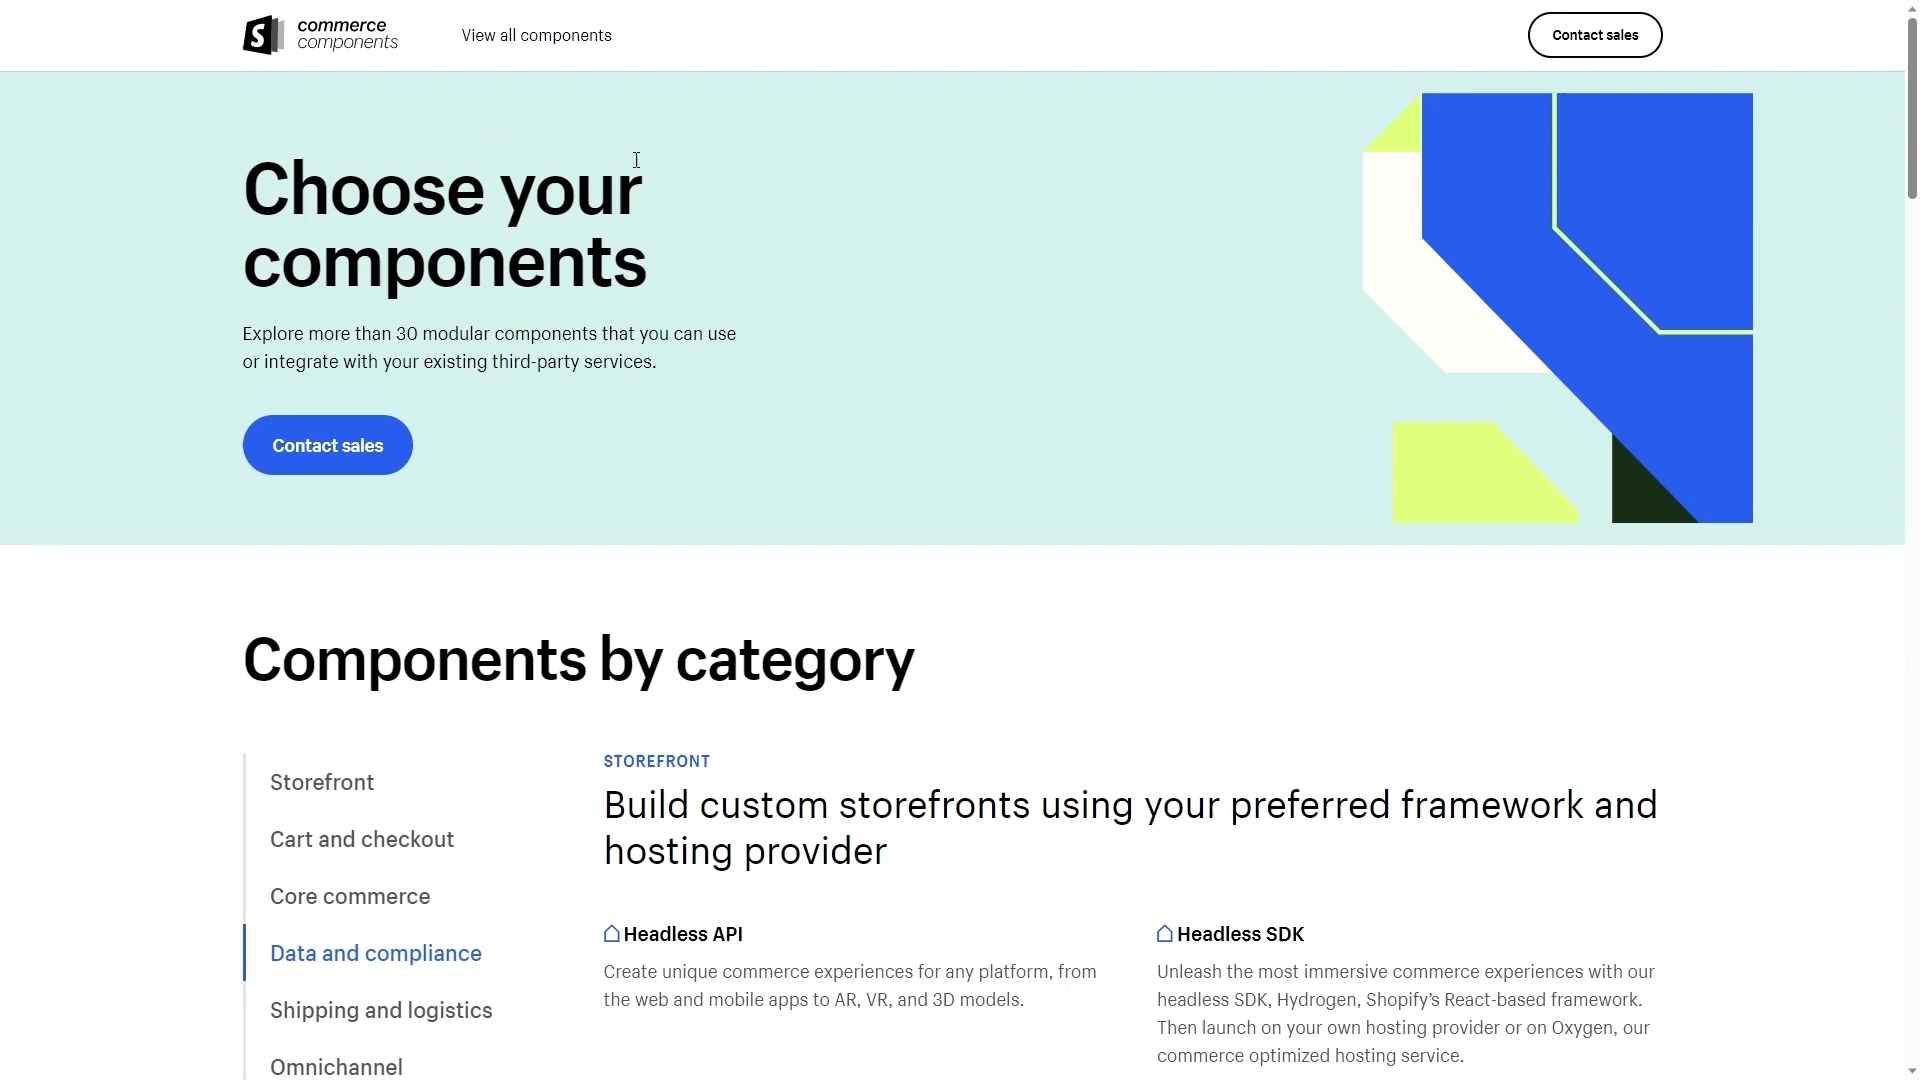 commerce
components
View all components
Contact sales
Choose your
components
Explore more than 30 modular components that you can use
or integrate with your existing third-party services.
Contact sales
Components by category
Storefront
Cart and checkout
Core commerce
Data and compliance
Shipping and logistics
Omnichannel
STOREFRONT
Build custom storefronts using your preferred framework and
hosting provider
Headless API
Create unique commerce experiences for any platform, from
the web and mobile apps to AR, VR, and 3D models.
Headless SDK
Unleash the most immersive commerce experiences with our
headless SDK, Hydrogen, Shopify’s React-based framework.
Then launch on your own hosting provider or on Oxygen, our
commerce optimized hosting service.